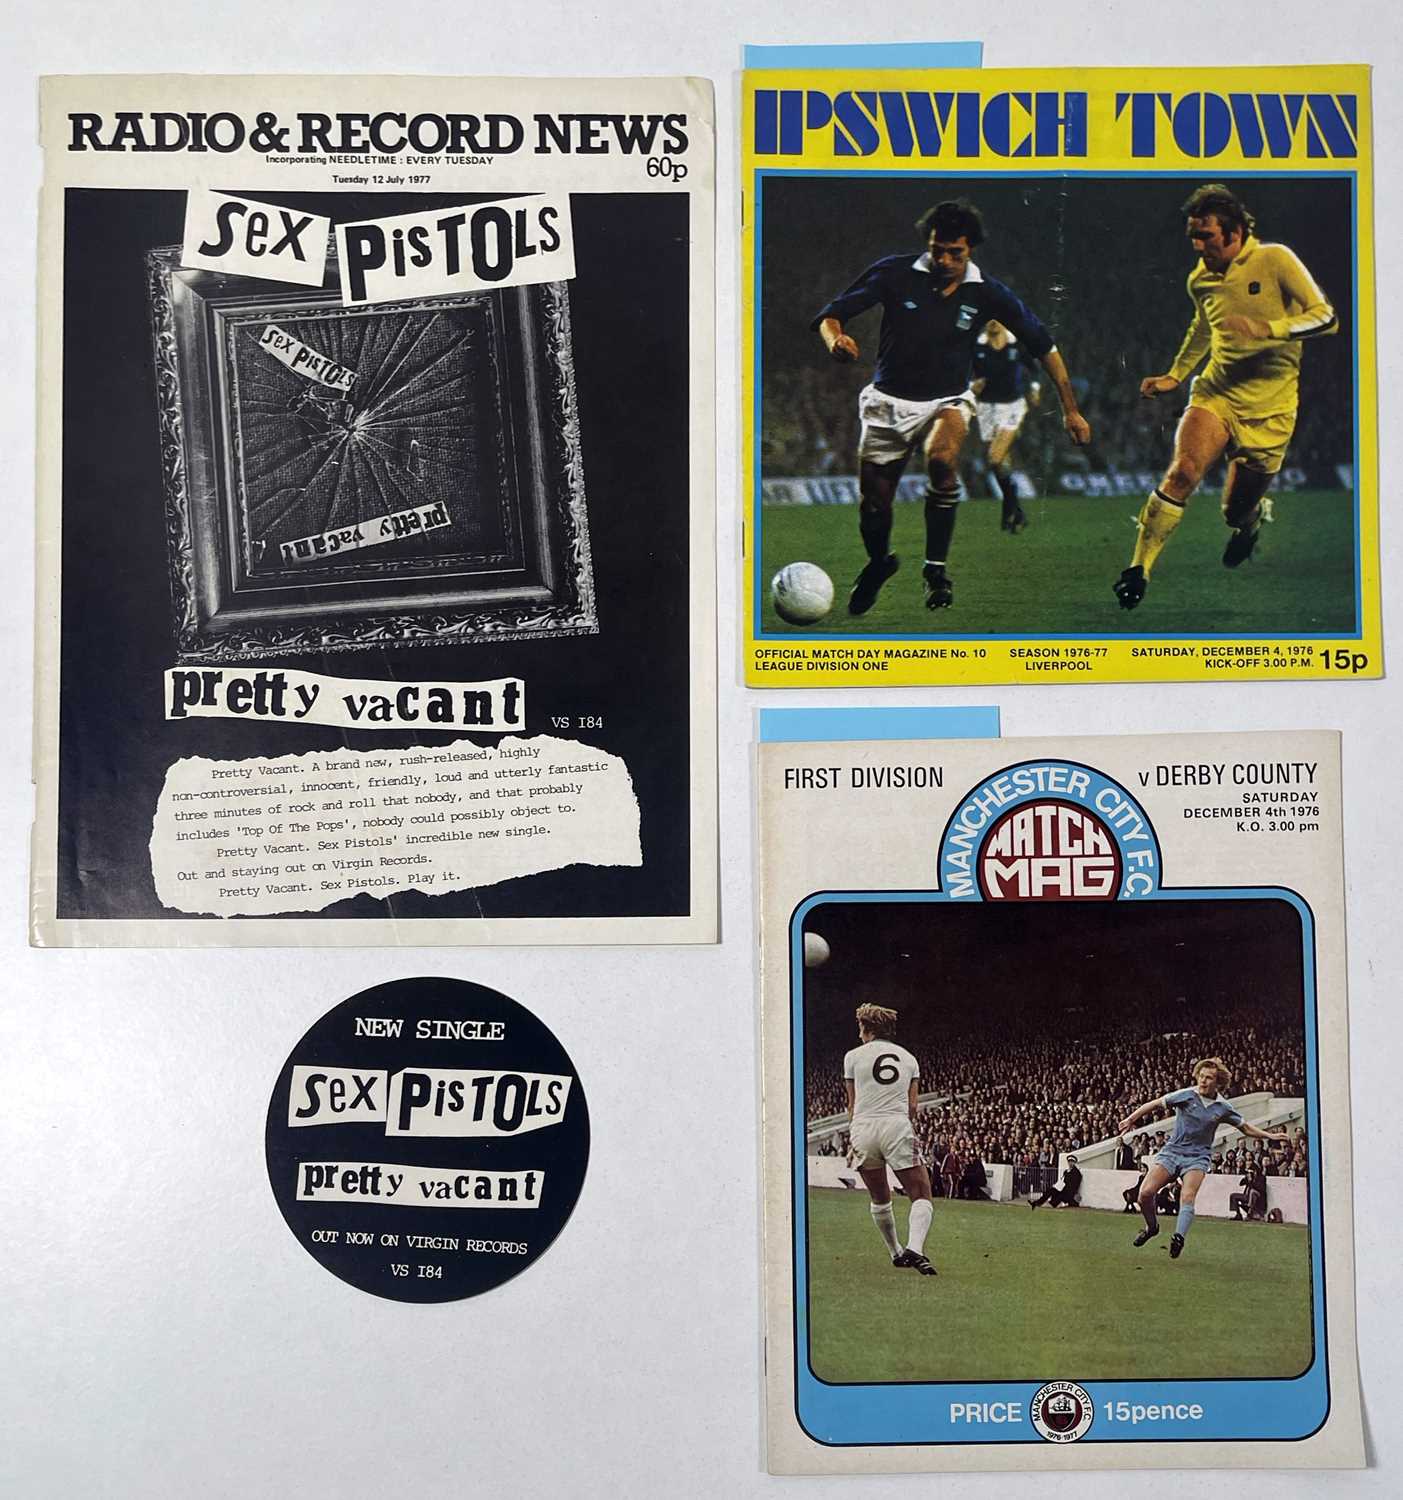 RADIO & RECORD NEWS
Incorporating NEEDLETIME : EVERY TUESDAY
60p
Tuesday 12 July 1977
Sex PISTOLS
Sex PISTOLS
pretty vacant
pretty vacant
VS I84
Pretty Vacant. A brand new, rush-released, highly
non-controversial, innocent, friendly, loud and utterly fantastic
three minutes of rock and roll that nobody, and that probably
includes 'Top Of The Pops', nobody could possibly object to.
Pretty Vacant. Sex Pistols' incredible new single.
Out and staying out on Virgin Records.
Pretty Vacant. Sex Pistols. Play it.
NEW SINGLE
Sex PISTOLS
pretty vacant
OUT NOW ON VIRGIN RECORDS
VS I84
IPSWICH TOWN
OFFICIAL MATCH DAY MAGAZINE No. 10
LEAGUE DIVISION ONE
SEASON 1976-77
LIVERPOOL
SATURDAY, DECEMBER 4, 1976
KICK-OFF 3.00 P.M.
15p
FIRST DIVISION
MANCHESTER CITY F.C.
MATCH
MAG
v DERBY COUNTY
SATURDAY
DECEMBER 4th 1976
K.O. 3.00 pm
6
PRICE
MANCHESTER CITY F.C.
1976-1977
15pence